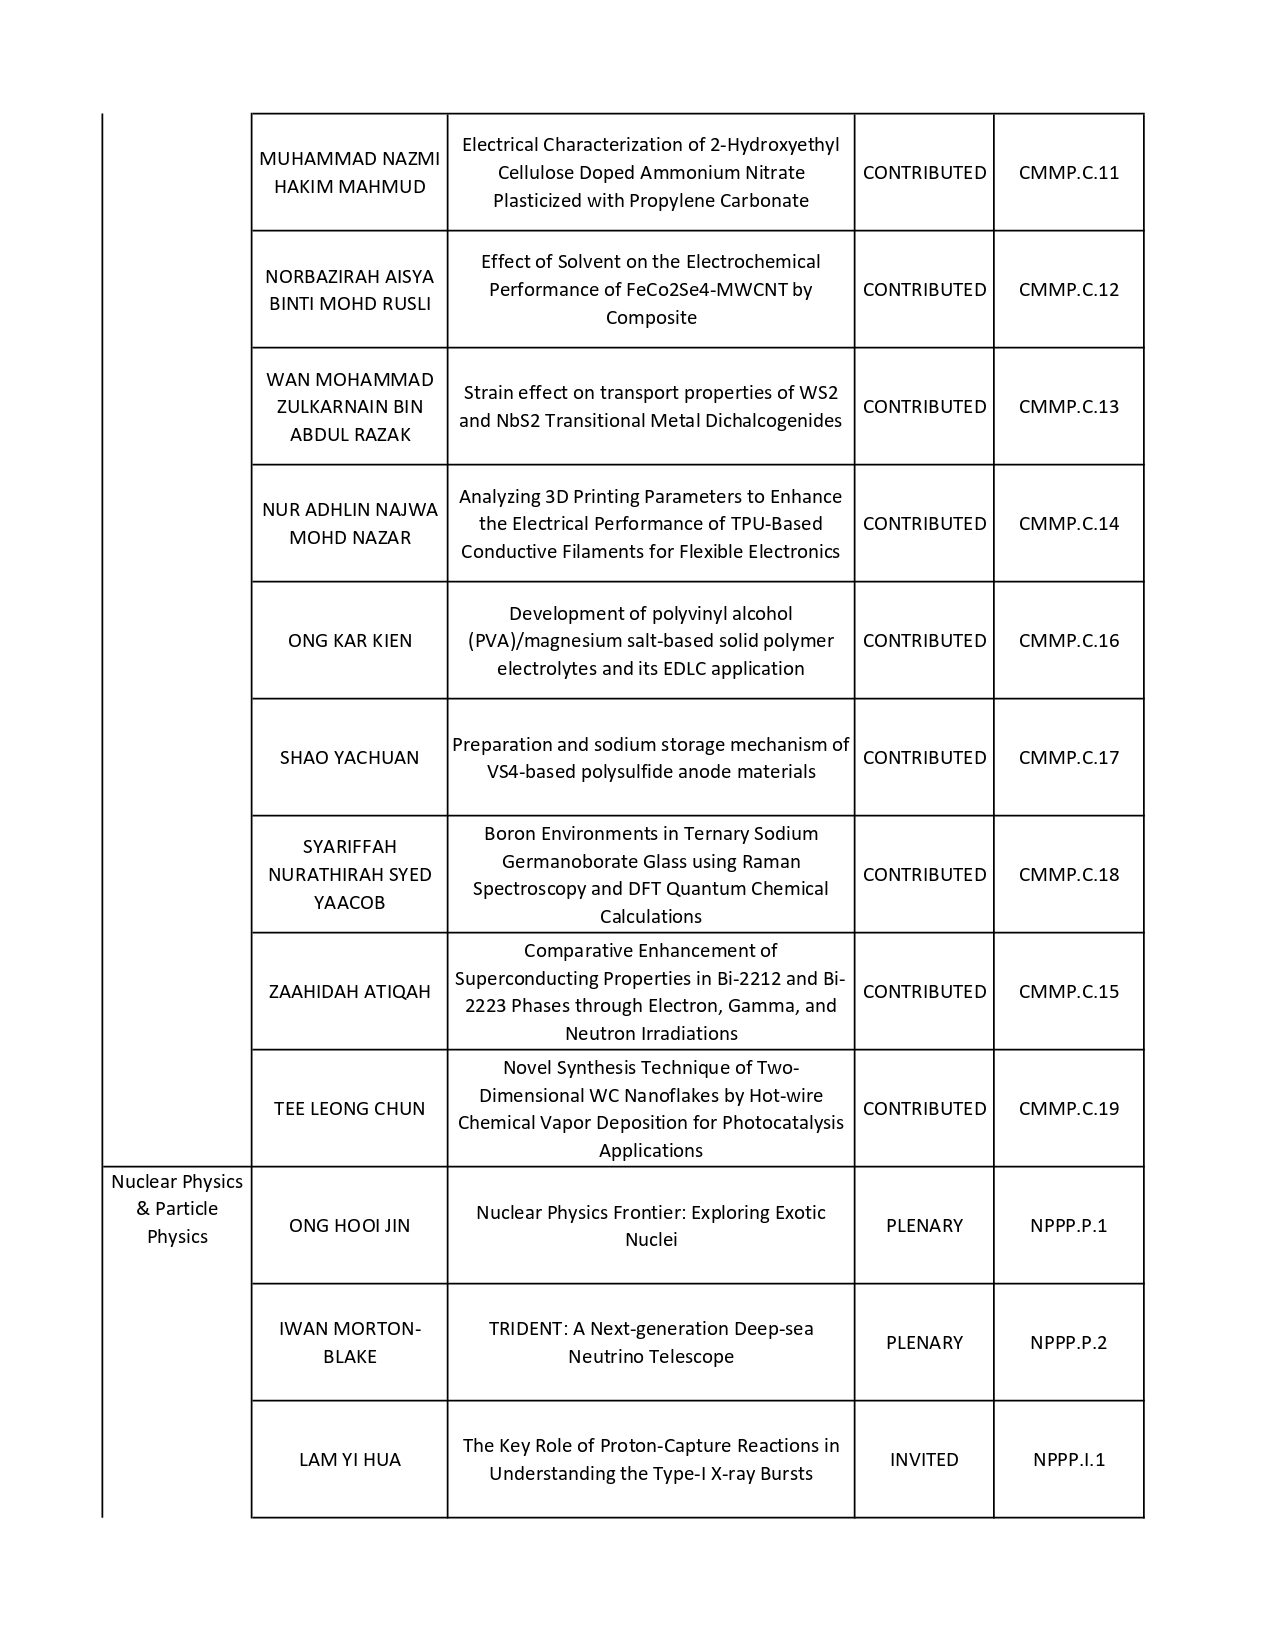 MUHAMMAD NAZMI
HAKIM MAHMUD
Electrical Characterization of 2-Hydroxyethyl
Cellulose Doped Ammonium Nitrate
Plasticized with Propylene Carbonate
CONTRIBUTED
CMMP.C.11
NORBAZIRAH AISYA
BINTI MOHD RUSLI
Effect of Solvent on the Electrochemical
Performance of FeCo2Se4-MWCNT by
Composite
CONTRIBUTED
CMMP.C.12
WAN MOHAMMAD
ZULKARNAIN BIN
ABDUL RAZAK
Strain effect on transport properties of WS2
and NbS2 Transitional Metal Dichalcogenides
CONTRIBUTED
CMMP.C.13
NUR ADHLIN NAJWA
MOHD NAZAR
Analyzing 3D Printing Parameters to Enhance
the Electrical Performance of TPU-Based
Conductive Filaments for Flexible Electronics
CONTRIBUTED
CMMP.C.14
ONG KAR KIEN
Development of polyvinyl alcohol
(PVA)/magnesium salt-based solid polymer
electrolytes and its EDLC application
CONTRIBUTED
CMMP.C.16
SHAO YACHUAN
Preparation and sodium storage mechanism of
VS4-based polysulfide anode materials
CONTRIBUTED
CMMP.C.17
SYARIFFAH
NURATHIRAH SYED
YAACOB
Boron Environments in Ternary Sodium
Germanoborate Glass using Raman
Spectroscopy and DFT Quantum Chemical
Calculations
CONTRIBUTED
CMMP.C.18
ZAAHIDAH ATIQAH
Comparative Enhancement of
Superconducting Properties in Bi-2212 and Bi-
2223 Phases through Electron, Gamma, and
Neutron Irradiations
CONTRIBUTED
CMMP.C.15
TEE LEONG CHUN
Novel Synthesis Technique of Two-
Dimensional WC Nanoflakes by Hot-wire
Chemical Vapor Deposition for Photocatalysis
Applications
CONTRIBUTED
CMMP.C.19
Nuclear Physics
& Particle
Physics
ONG HOOI JIN
Nuclear Physics Frontier: Exploring Exotic
Nuclei
PLENARY
NPPP.P.1
IWAN MORTON-
BLAKE
TRIDENT: A Next-generation Deep-sea
Neutrino Telescope
PLENARY
NPPP.P.2
LAM YI HUA
The Key Role of Proton-Capture Reactions in
Understanding the Type-I X-ray Bursts
INVITED
NPPP.I.1